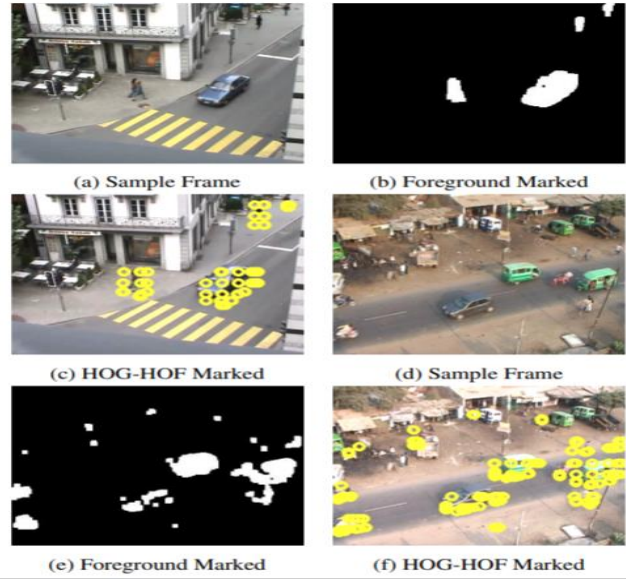 (a) Sample Frame
(b) Foreground Marked
(c) HOG-HOF Marked
(d) Sample Frame
(e) Foreground Marked
(f) HOG-HOF Marked